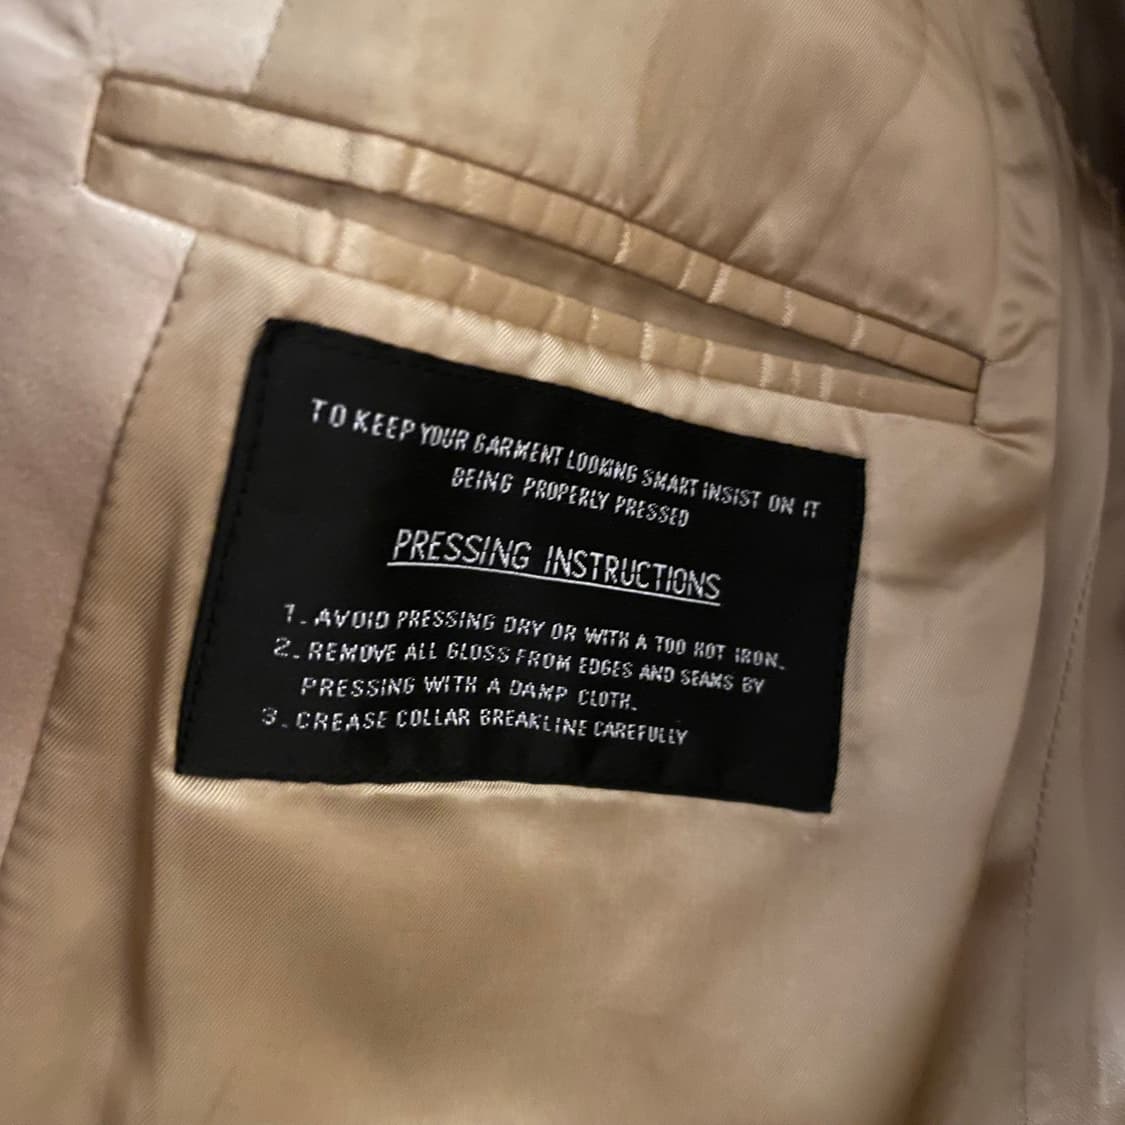 TO KEEP YOUR GARMENT LOOKING SMART INSIST ON IT
BEING PROPERLY PRESSED
PRESSING INSTRUCTIONS
1. AVOID PRESSING DRY OR WITH A TOO HOT IRON.
2. REMOVE ALL GLOSS FROM EDGES AND SEAMS BY
PRESSING WITH A DAMP CLOTH.
3. CREASE COLLAR BREAKLINE CAREFULLY